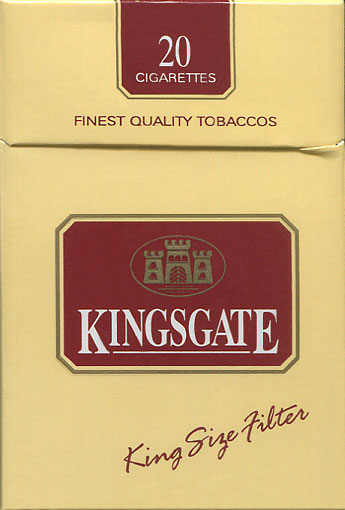 20
CIGARETTES
FINEST QUALITY TOBACCOS
KINGSGATE
King Size Filter